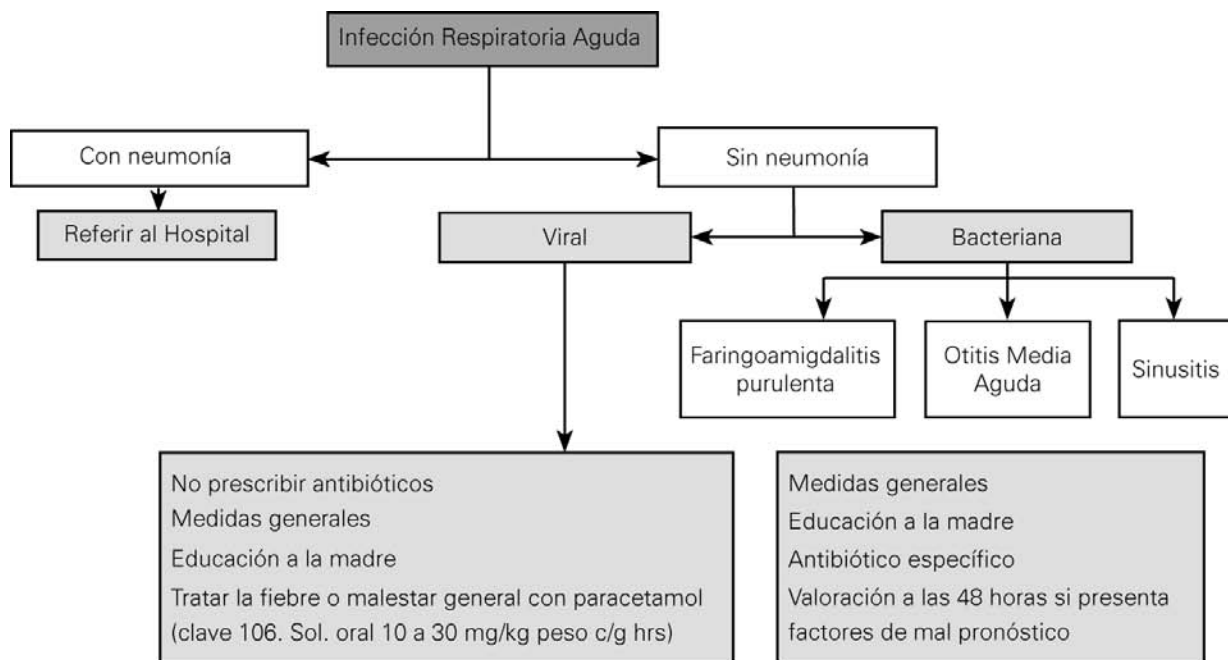 Infección Respiratoria Aguda
Con neumonía
Sin neumonía
Referir al Hospital
Viral
Bacteriana
Faringoamigdalitis
purulenta
Otitis Media
Aguda
Sinusitis
No prescribir antibióticos
Medidas generales
Educación a la madre
Tratar la fiebre o malestar general con paracetamol
(clave 106. Sol. oral 10 a 30 mg/kg peso c/g hrs)
Medidas generales
Educación a la madre
Antibiótico específico
Valoración a las 48 horas si presenta
factores de mal pronóstico